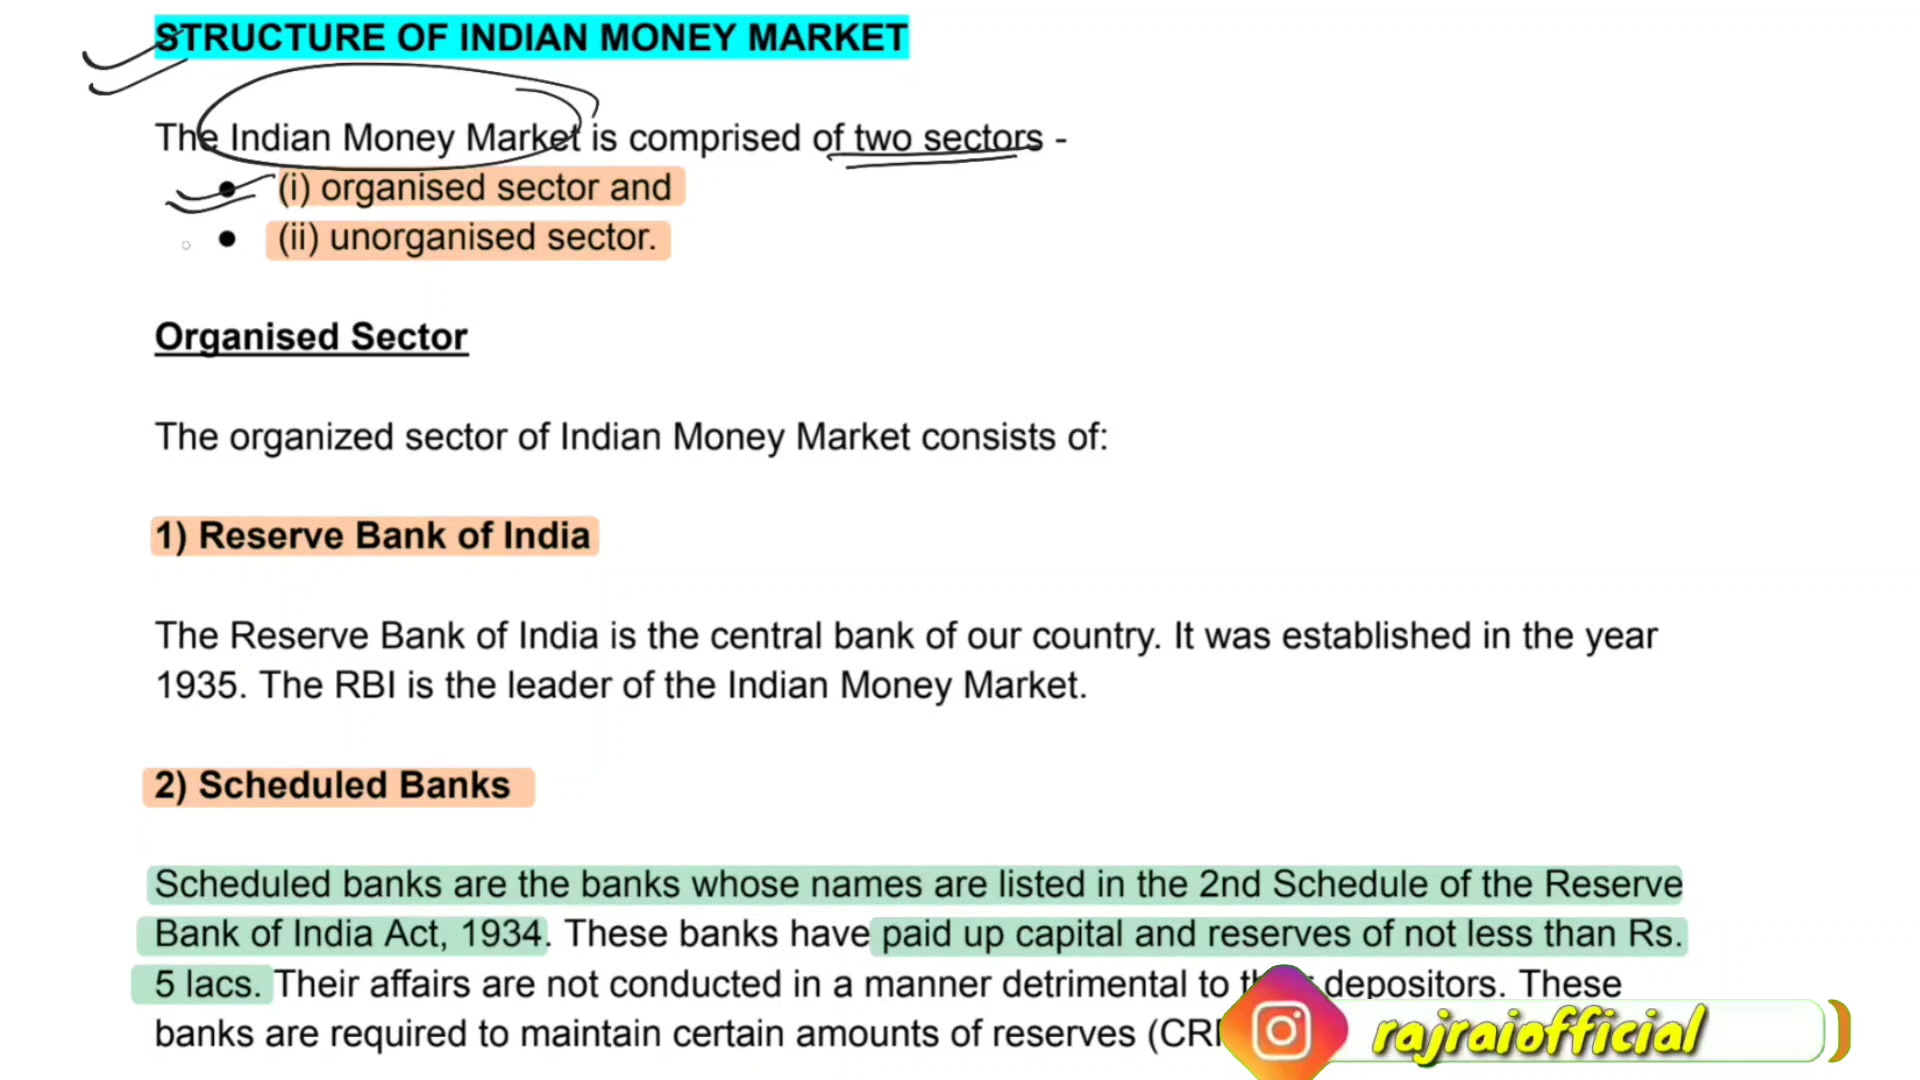 STRUCTURE OF INDIAN MONEY MARKET
The Indian Money Market is comprised of two sectors -
● (i) organised sector and
● (ii) unorganised sector.
Organised Sector
The organized sector of Indian Money Market consists of:
1) Reserve Bank of India
The Reserve Bank of India is the central bank of our country. It was established in the year
1935. The RBI is the leader of the Indian Money Market.
2) Scheduled Banks
Scheduled banks are the banks whose names are listed in the 2nd Schedule of the Reserve
Bank of India Act, 1934. These banks have paid up capital and reserves of not less than Rs.
5 lacs. Their affairs are not conducted in a manner detrimental to depositors. These
banks are required to maintain certain amounts of reserves
rajraiofficial